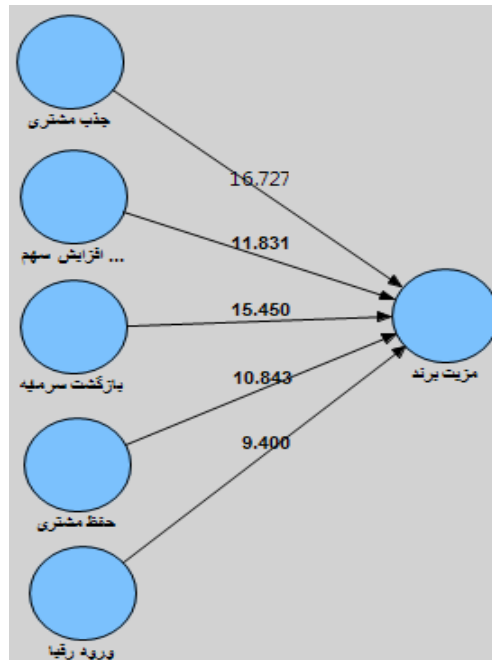 جذب مشتری
16.727
افزایش سهم ...
11.831
بازگشت سرمایه
15.450
مزیت برند
حفظ مشتری
10.843
ورود رقبا
9.400